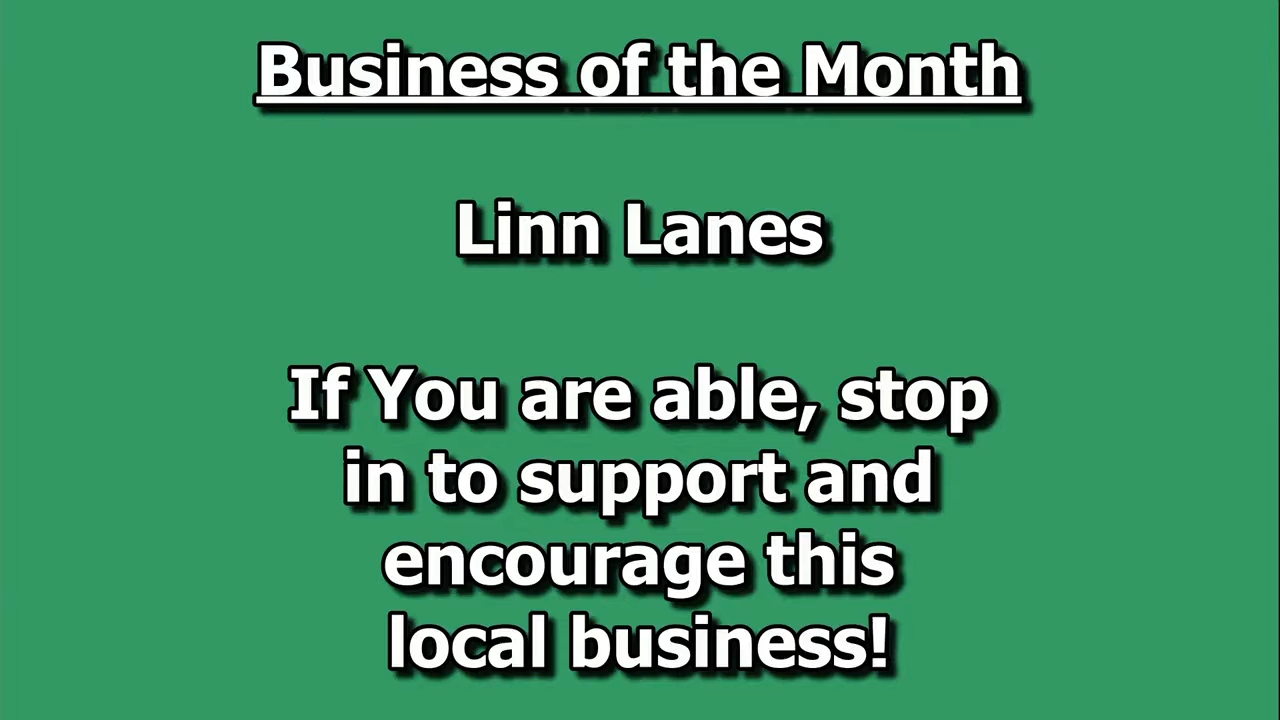 Business of the Month
Linn Lanes
If You are able, stop
in to support and
encourage this
local business!